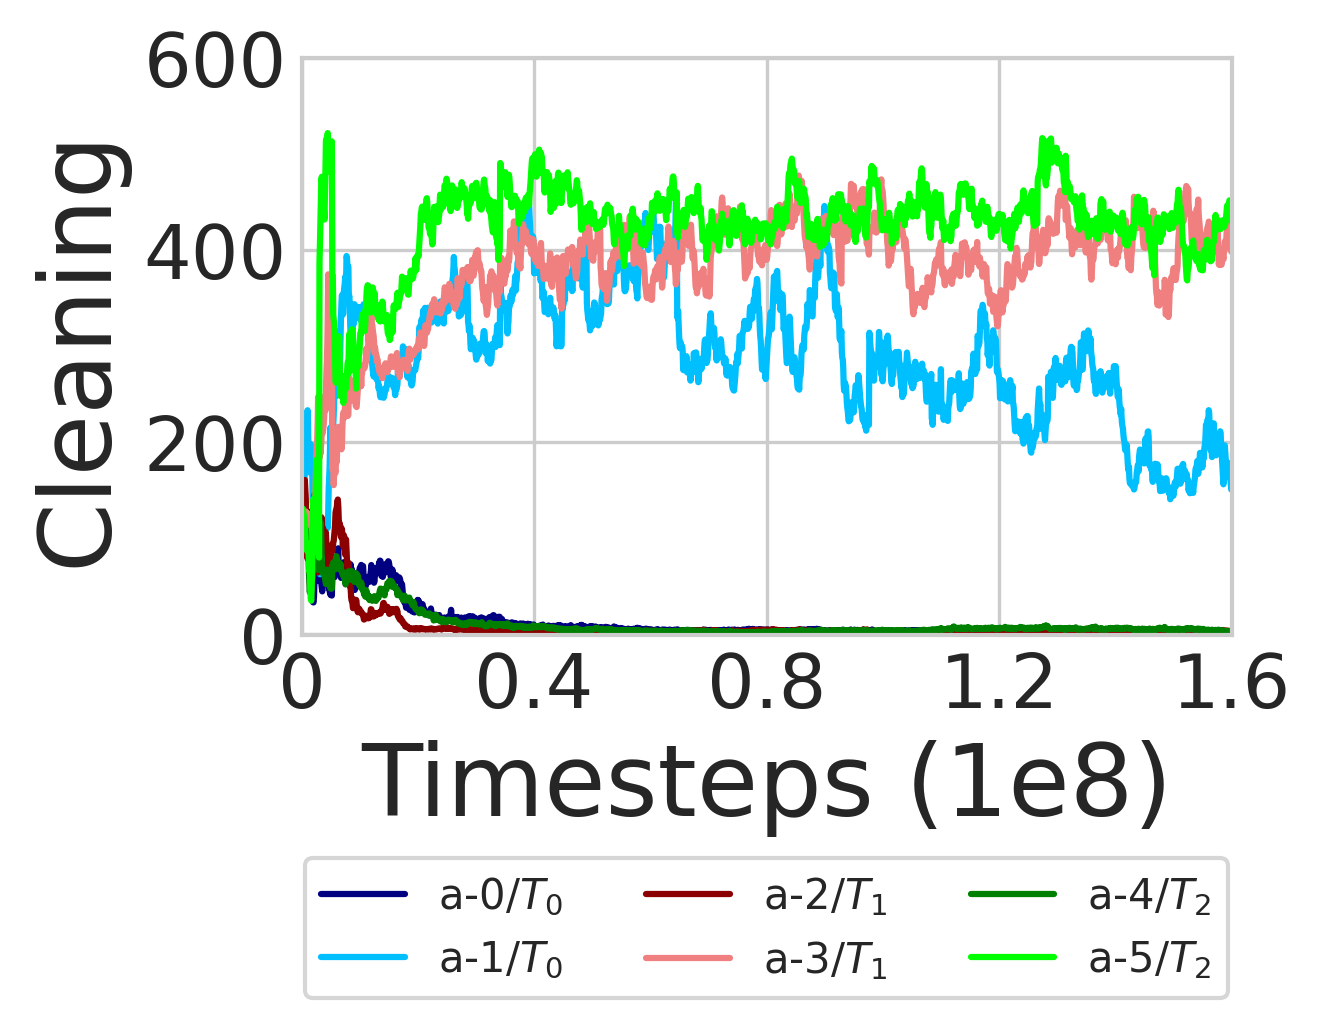 600
400
200
0
Cleaning
0 0.4 0.8 1.2 1.6
Timesteps (1e8)
a-0/T₀ a-2/T₁ a-4/T₂
a-1/T₀ a-3/T₁ a-5/T₂